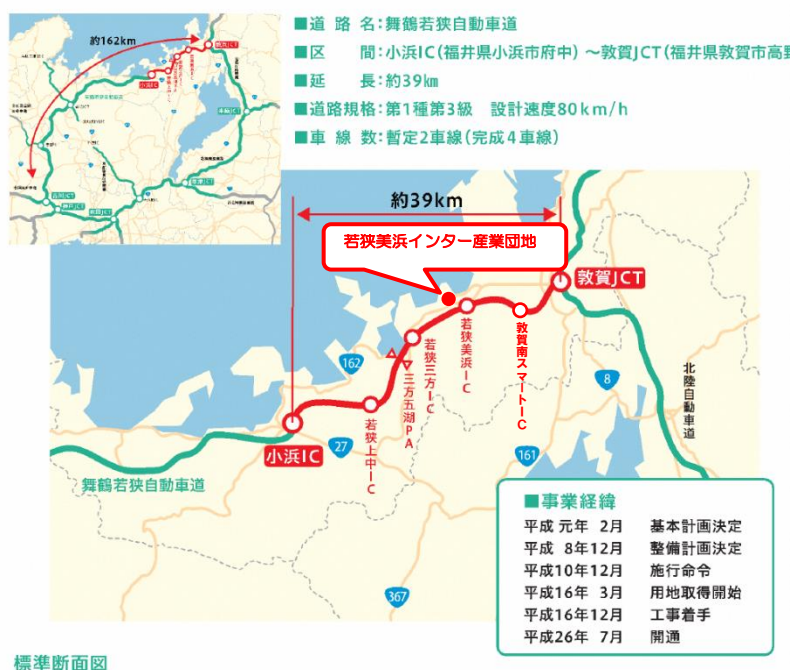 約162km
■道 路 名：舞鶴若狭自動車道
■区　　間：小浜IC(福井県小浜市府中) ～敦賀JCT(福井県敦賀市高野
■延　　長：約39㎞
■道路規格：第1種第3級　設計速度80km/h
■車 線 数：暫定2車線(完成4車線)
約39km
若狭美浜インター産業団地
敦賀JCT
敦賀南スマートIC
若狭美浜IC
若狭三方IC
三方五湖PA
若狭上中IC
小浜IC
162
27
8
161
367
北陸自動車道
舞鶴若狭自動車道
■事業経緯
平成 元年 2月 基本計画決定
平成 8年12月 整備計画決定
平成10年12月 施行命令
平成16年 3月 用地取得開始
平成16年12月 工事着手
平成26年 7月 開通
標準断面図